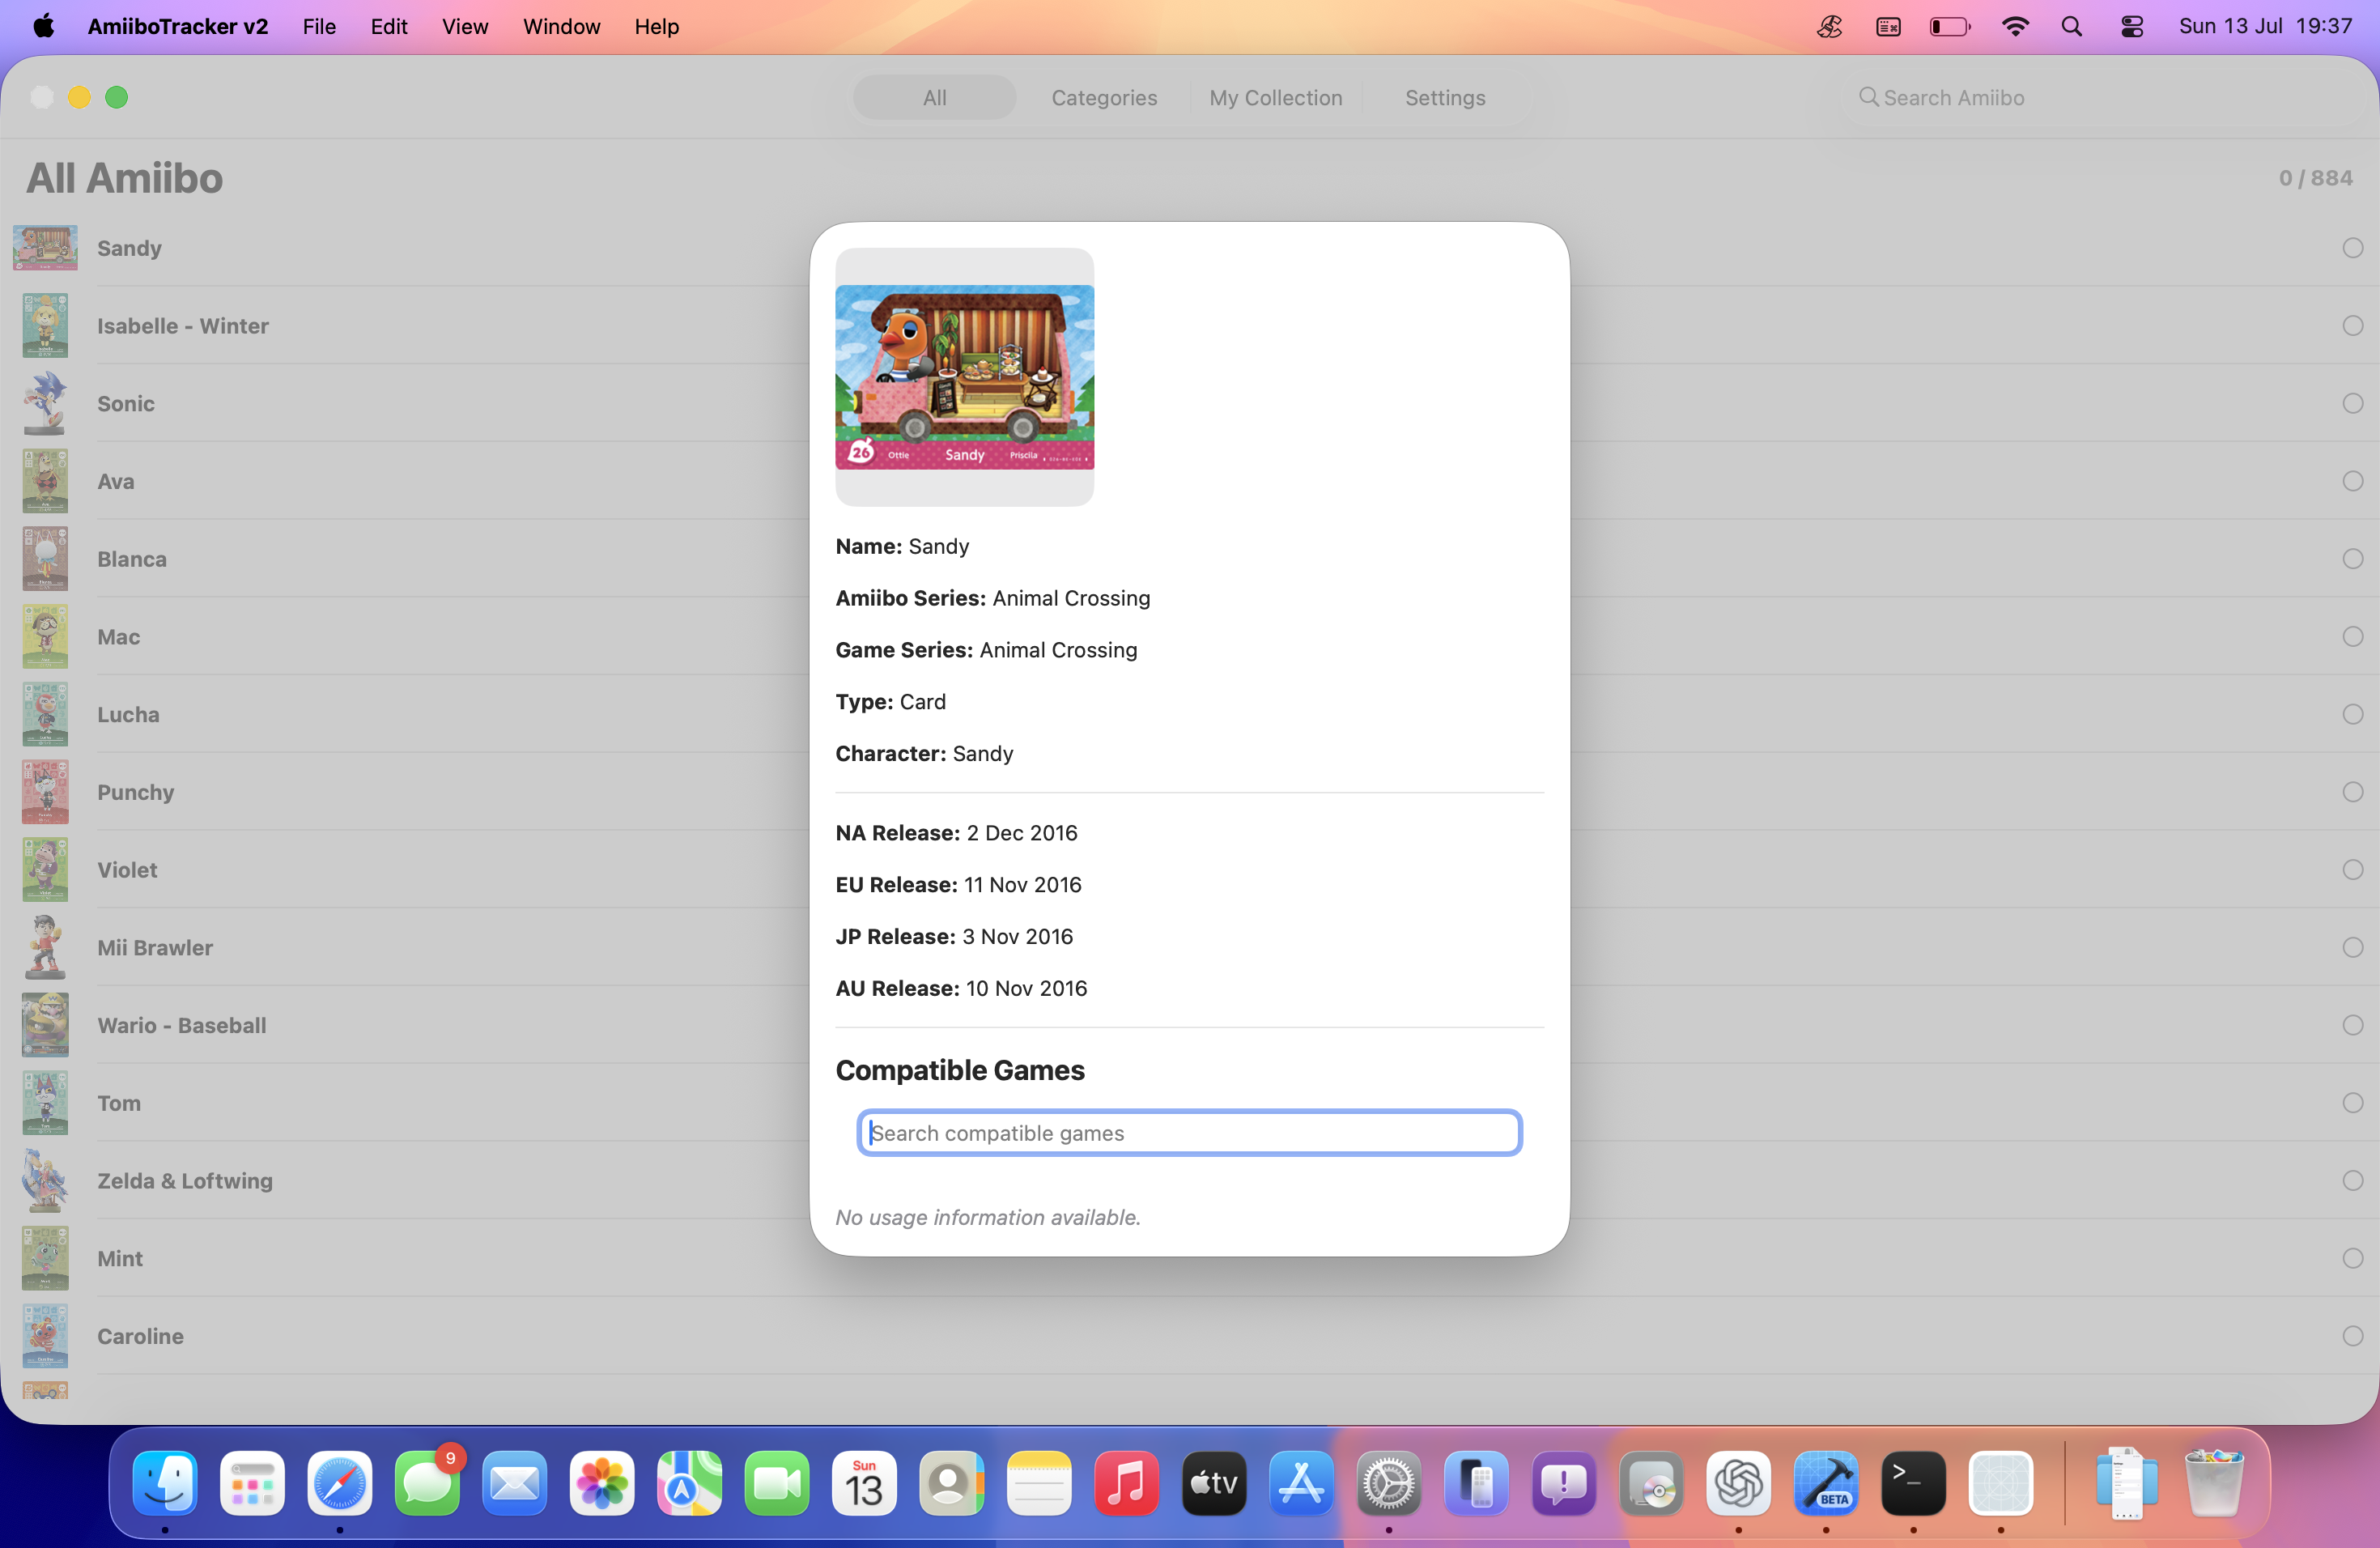 AmiiboTracker v2 File Edit View Window Help Sun 13 Jul 19:37
All Categories My Collection Settings Search Amiibo
All Amiibo 0 / 884
Sandy
Isabelle - Winter
Sonic
Ava
Blanca
Mac
Lucha
Punchy
Violet
Mii Brawler
Wario - Baseball
Tom
Zelda & Loftwing
Mint
Caroline
26 Ottie Sandy Priscila
Name: Sandy
Amiibo Series: Animal Crossing
Game Series: Animal Crossing
Type: Card
Character: Sandy
NA Release: 2 Dec 2016
EU Release: 11 Nov 2016
JP Release: 3 Nov 2016
AU Release: 10 Nov 2016
Compatible Games
Search compatible games
No usage information available.
9
Sun
13
tv
BETA
>_